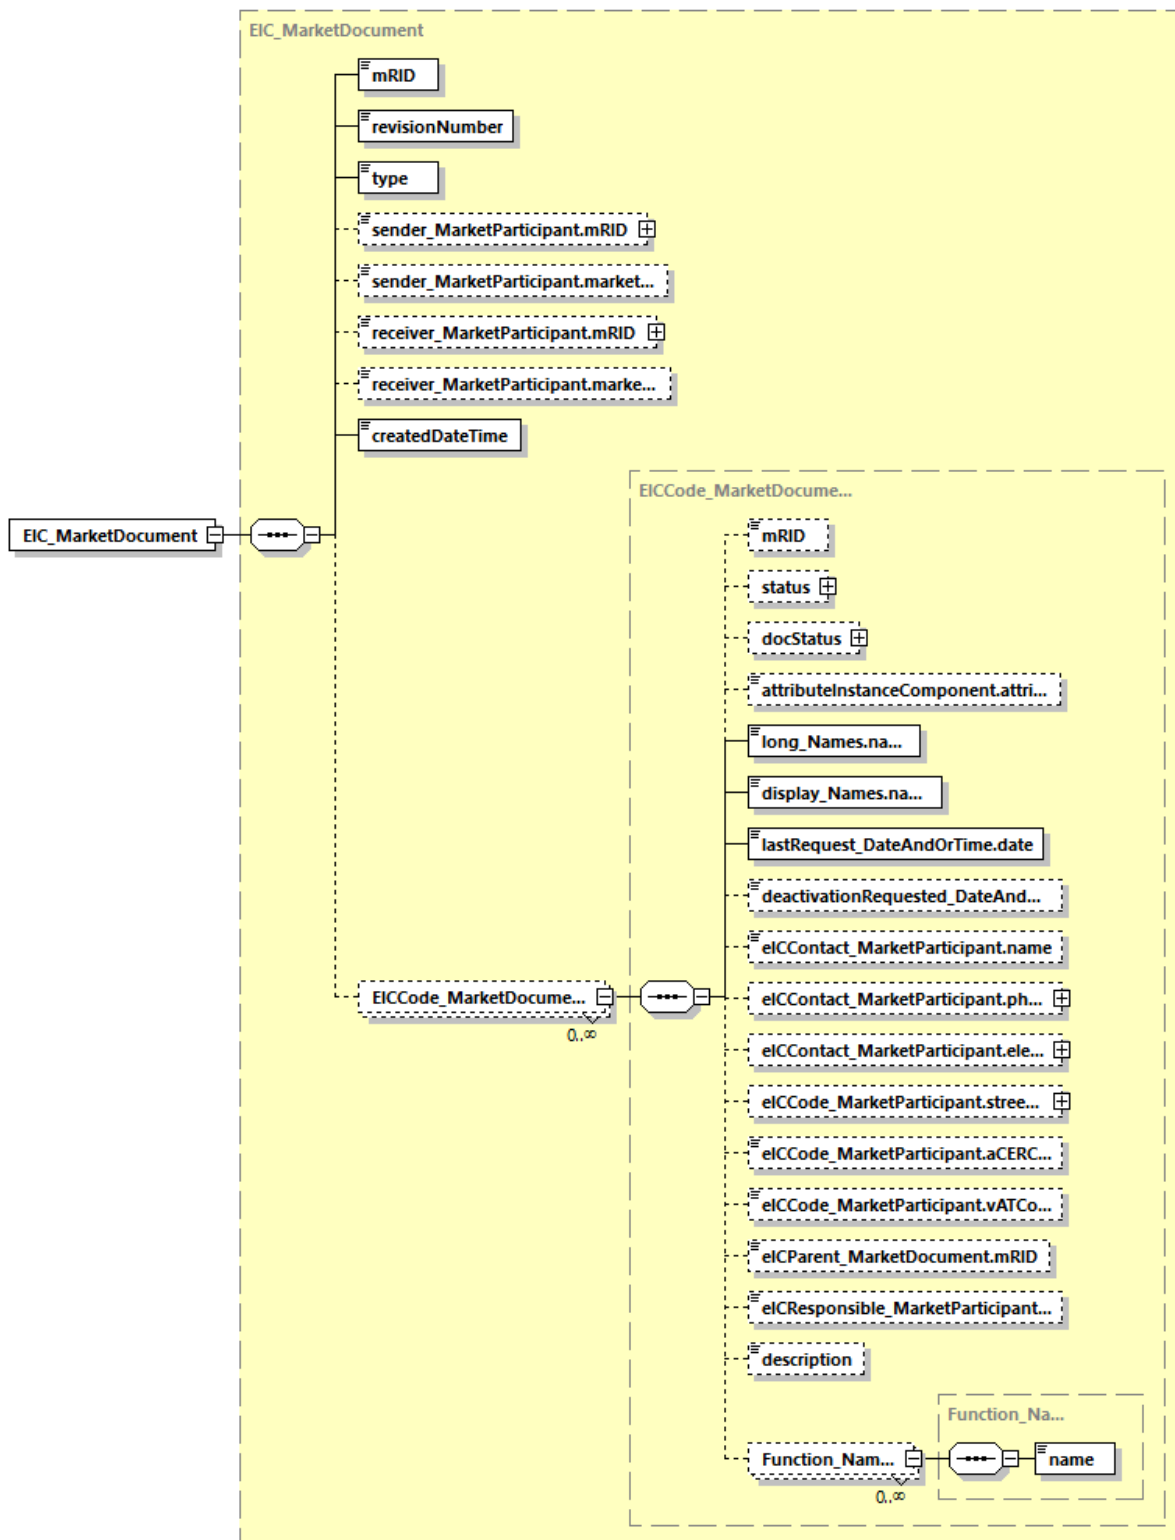 EIC_MarketDocument
mRID
revisionNumber
type
sender_MarketParticipant.mRID
sender_MarketParticipant.market...
receiver_MarketParticipant.mRID
receiver_MarketParticipant.marke...
createdDateTime
EICCode_MarketDocume...
EIC_MarketDocument
mRID
status
docStatus
attributeInstanceComponent.attri...
long_Names.na...
display_Names.na...
lastRequest_DateAndOrTime.date
deactivationRequested_DateAnd...
eICContact_MarketParticipant.name
EICCode_MarketDocume...
0..∞
eICContact_MarketParticipant.ph...
eICContact_MarketParticipant.ele...
eICCode_MarketParticipant.stree...
eICCode_MarketParticipant.aCERC...
eICCode_MarketParticipant.vATCo...
eICParent_MarketDocument.mRID
eICResponsible_MarketParticipant...
description
Function_Na...
Function_Nam...
0..∞
name